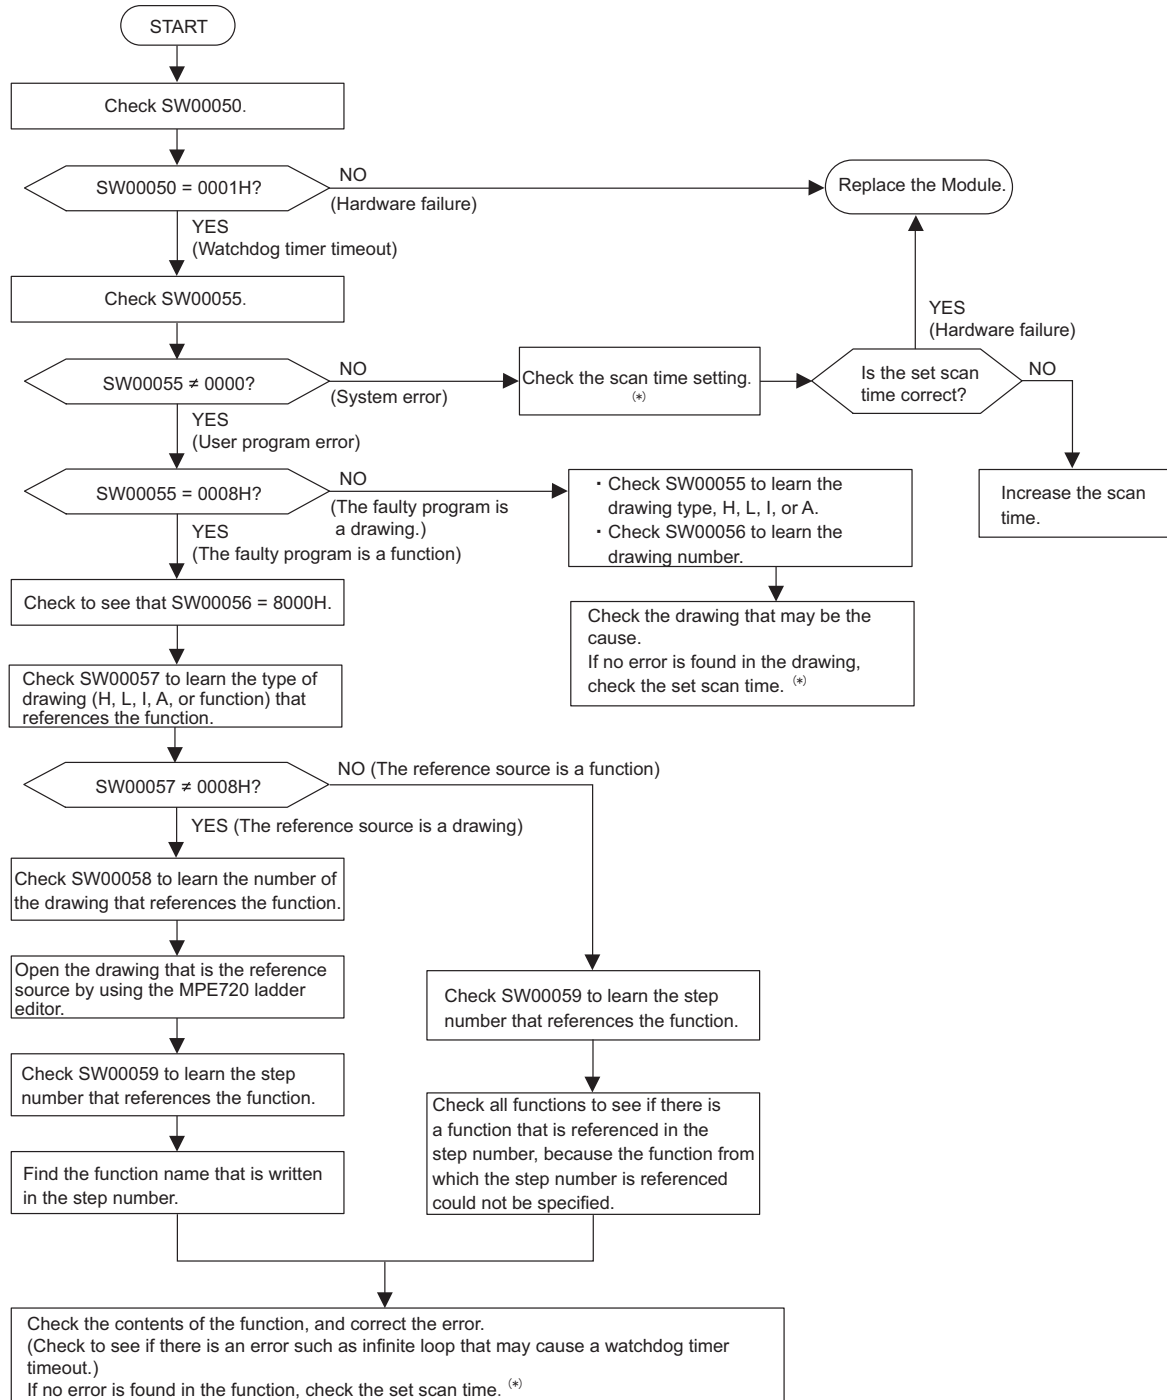 START
Check SW00050.
SW00050 = 0001H?
NO
(Hardware failure)
Replace the Module.
YES
(Watchdog timer timeout)
Check SW00055.
YES
(Hardware failure)
SW00055 ≠ 0000?
NO
(System error)
Check the scan time setting.
(*)
Is the set scan
time correct?
NO
YES
(User program error)
Increase the scan
time.
SW00055 = 0008H?
NO
(The faulty program is
a drawing.)
・Check SW00055 to learn the
drawing type, H, L, I, or A.
・Check SW00056 to learn the
drawing number.
YES
(The faulty program is a function)
Check to see that SW00056 = 8000H.
Check the drawing that may be the
cause.
If no error is found in the drawing,
check the set scan time. (*)
Check SW00057 to learn the type of
drawing (H, L, I, A, or function) that
references the function.
SW00057 ≠ 0008H?
NO (The reference source is a function)
YES (The reference source is a drawing)
Check SW00058 to learn the number of
the drawing that references the function.
Open the drawing that is the reference
source by using the MPE720 ladder
editor.
Check SW00059 to learn the step
number that references the function.
Find the function name that is written
in the step number.
Check SW00059 to learn the step
number that references the function.
Check all functions to see if there is
a function that is referenced in the
step number, because the function from
which the step number is referenced
could not be specified.
Check the contents of the function, and correct the error.
(Check to see if there is an error such as infinite loop that may cause a watchdog timer
timeout.)
If no error is found in the function, check the set scan time. (*)